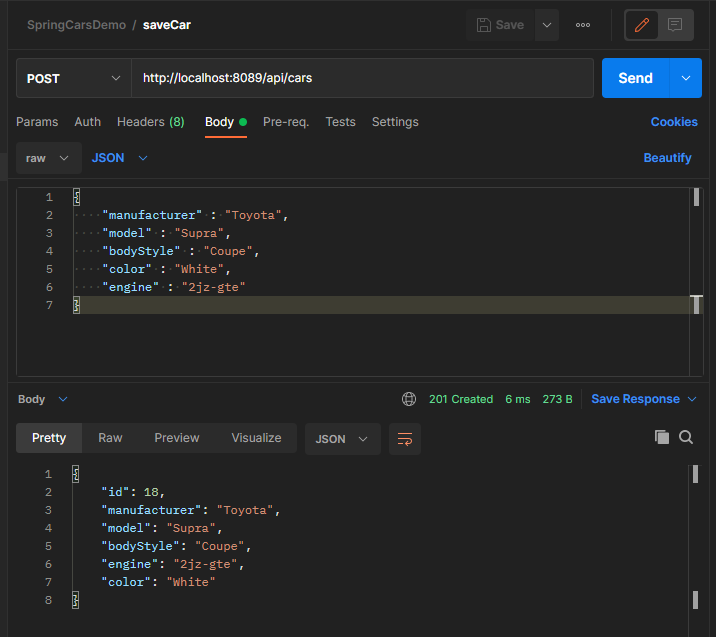 SpringCarsDemo / saveCar Save
POST http://localhost:8089/api/cars Send
Params Auth Headers (8) Body Pre-req. Tests Settings Cookies
raw JSON Beautify
1 {
2 "manufacturer" : "Toyota",
3 "model" : "Supra",
4 "bodyStyle" : "Coupe",
5 "color" : "White",
6 "engine" : "2jz-gte"
7 }
Body 201 Created 6 ms 273 B Save Response
Pretty Raw Preview Visualize JSON
1 {
2 "id": 18,
3 "manufacturer": "Toyota",
4 "model": "Supra",
5 "bodyStyle": "Coupe",
6 "engine": "2jz-gte",
7 "color": "White"
8 }